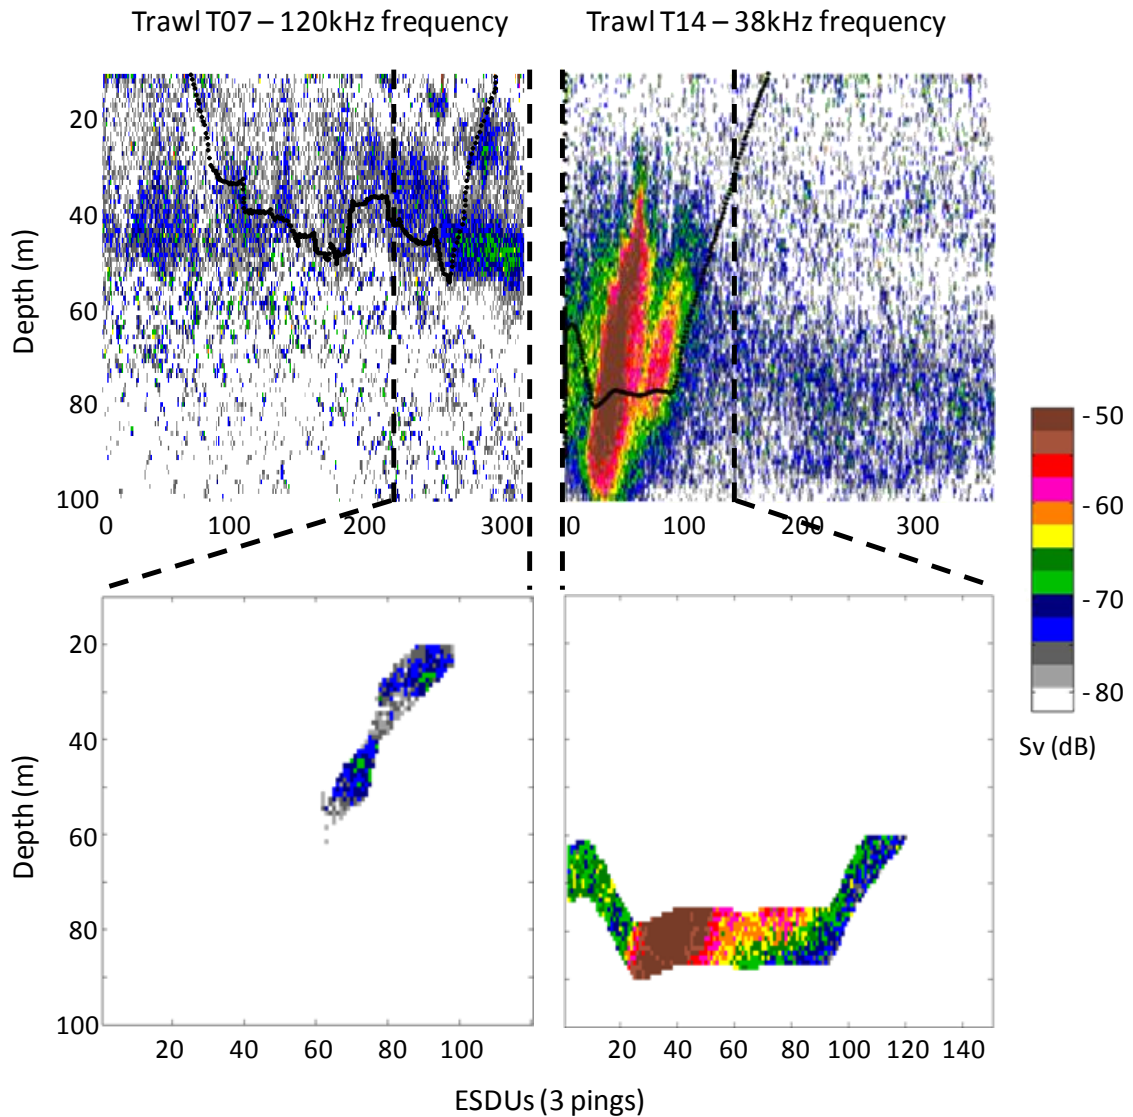 Trawl T07 – 120kHz frequency
Trawl T14 – 38kHz frequency
Depth (m)
20
40
60
80
100
0 100 200 300
0 100 200 300
- 50
- 60
- 70
- 80
Sv (dB)
Depth (m)
20
40
60
80
100
20 40 60 80 100
20 40 60 80 100 120 140
ESDUs (3 pings)